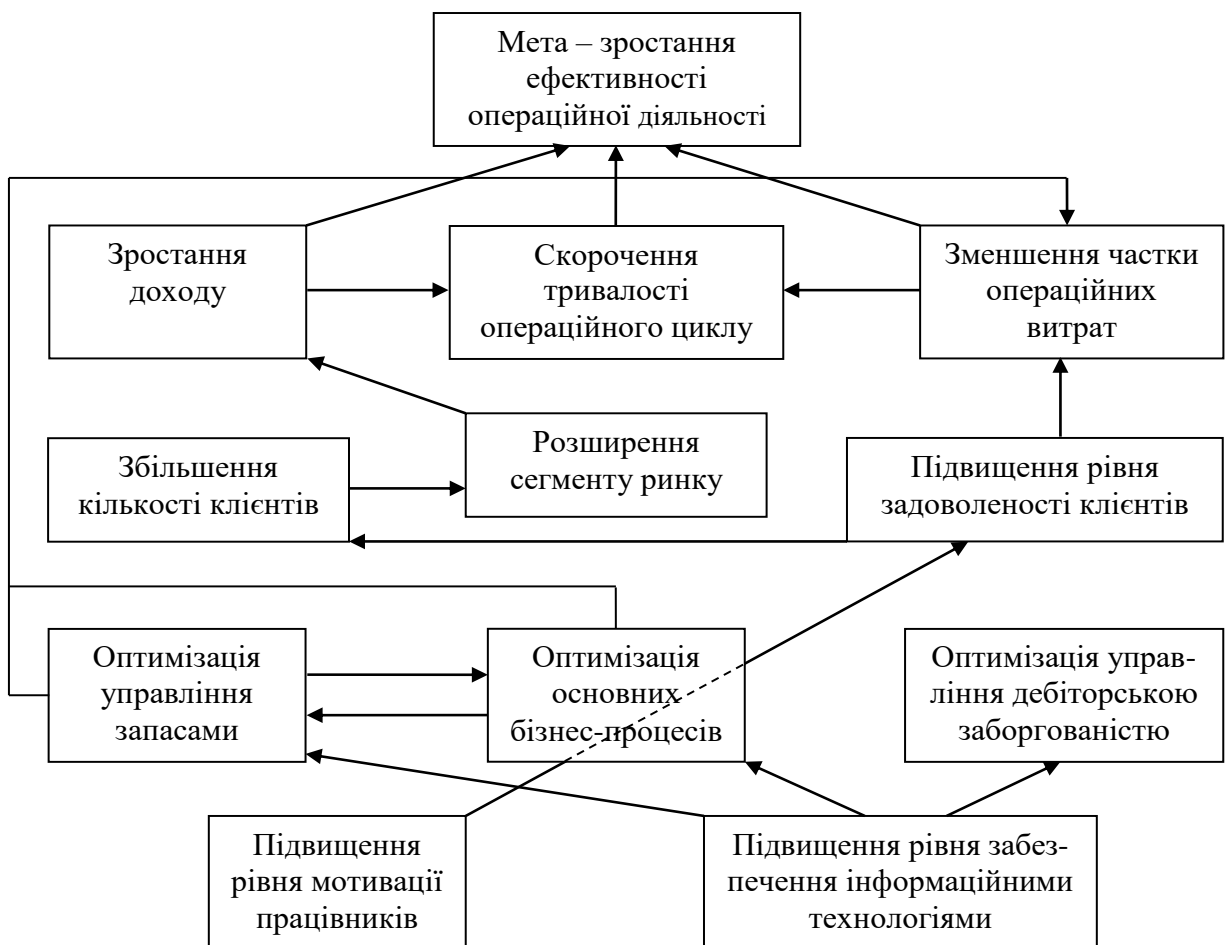 Мета – зростання
ефективності
операційної діяльності
Зростання
доходу
Скорочення
тривалості
операційного циклу
Зменшення частки
операційних
витрат
Збільшення
кількості клієнтів
Розширення
сегменту ринку
Підвищення рівня
задоволеності клієнтів
Оптимізація
управління
запасами
Оптимізація
основних
бізнес-процесів
Оптимізація управ-
ління дебіторською
заборгованістю
Підвищення
рівня мотивації
працівників
Підвищення рівня забез-
печення інформаційними
технологіями